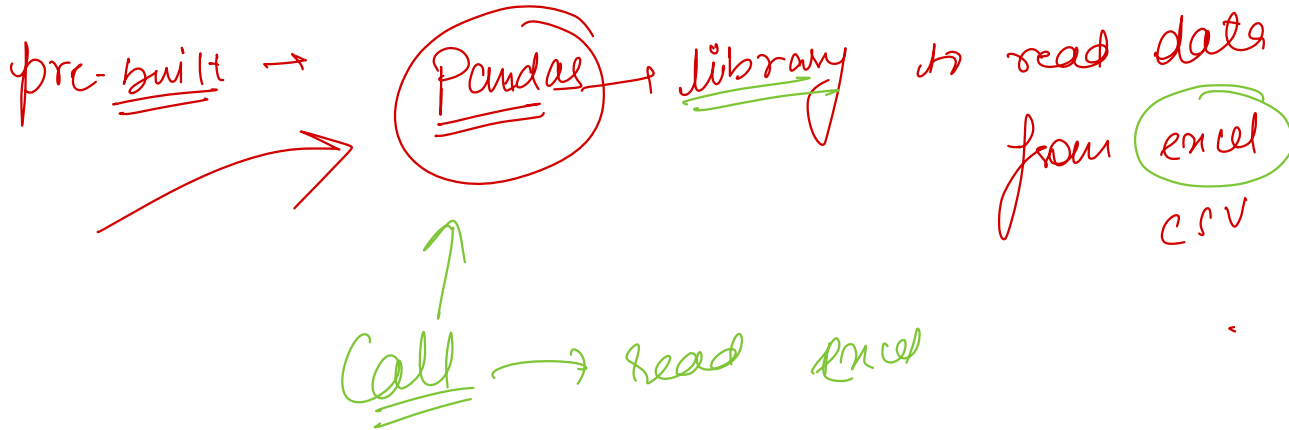 pre-built → Pandas → library to read data
from excel
CSV
Call → read excel